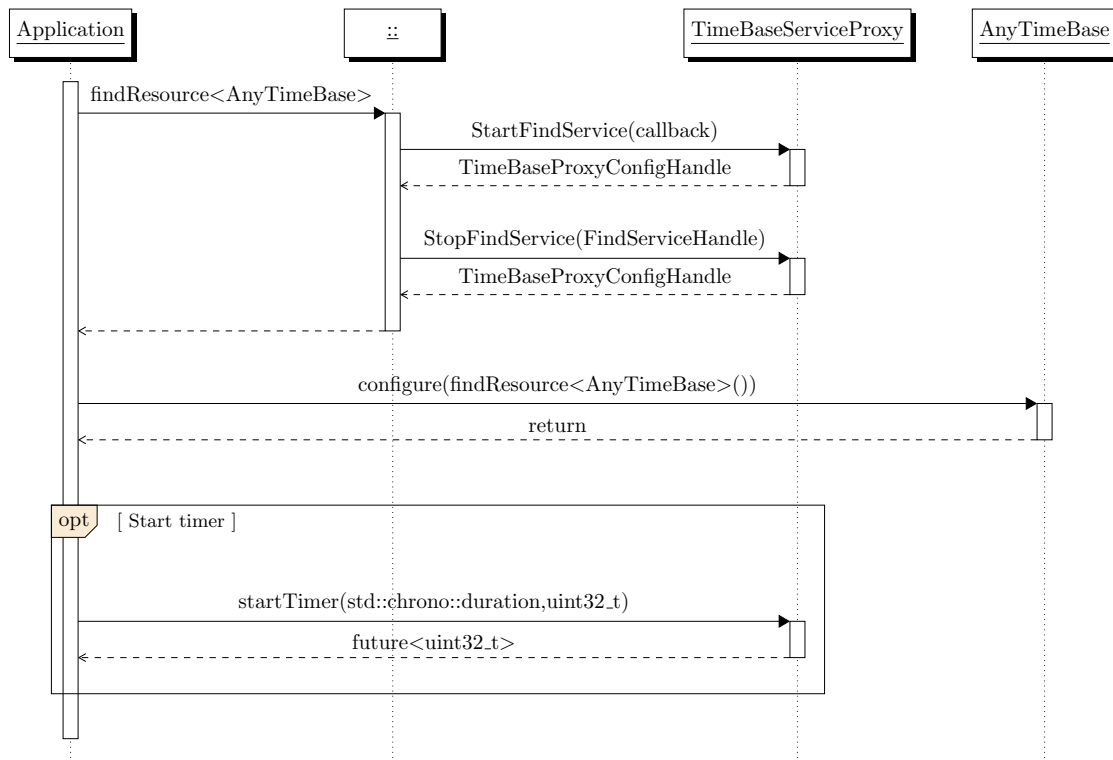 Application
::
TimeBaseServiceProxy
AnyTimeBase
findResource<AnyTimeBase>
StartFindService(callback)
TimeBaseProxyConfigHandle
StopFindService(FindServiceHandle)
TimeBaseProxyConfigHandle
configure(findResource<AnyTimeBase>())
return
opt [ Start timer ]
startTimer(std::chrono::duration,uint32_t)
future<uint32_t>